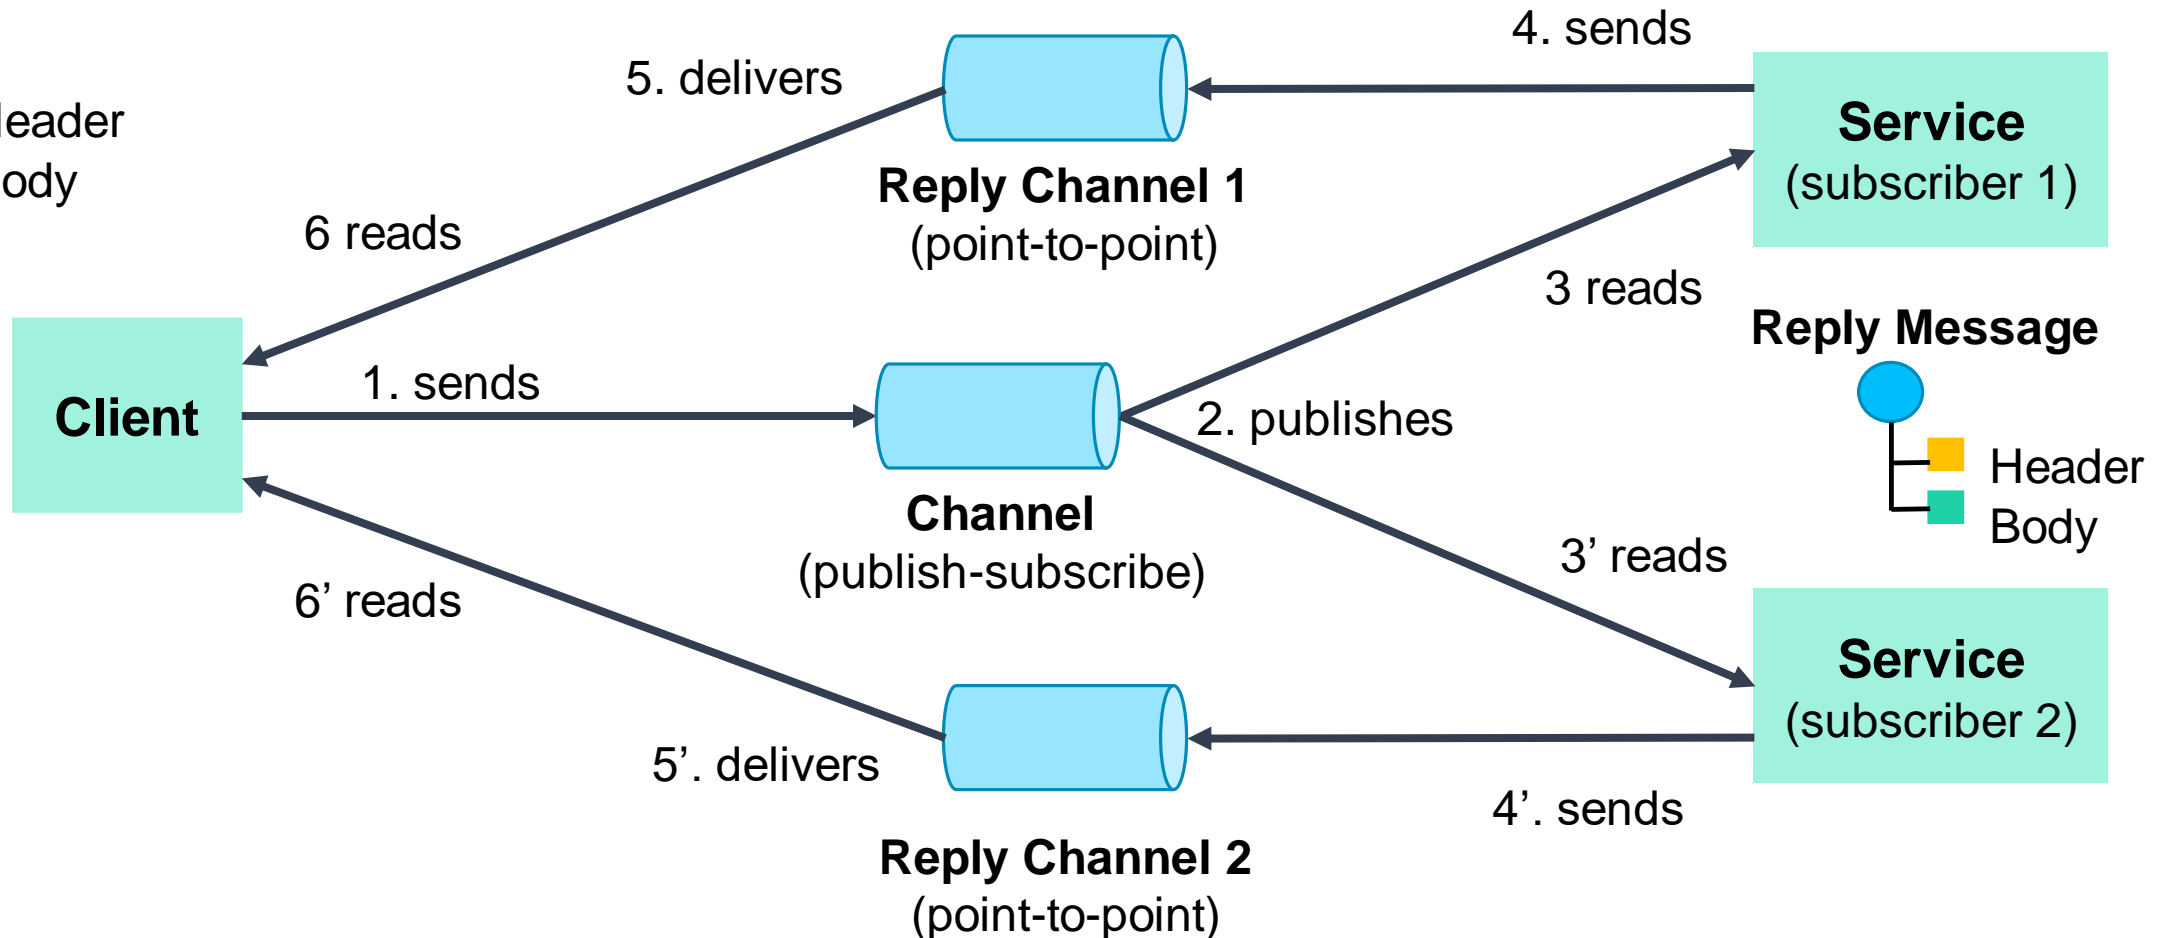 4. sends
5. delivers
eader
ody
Service
(subscriber 1)
Reply Channel 1
(point-to-point)
6 reads
3 reads
Reply Message
Header
Body
1. sends
Client
2. publishes
Channel
(publish-subscribe)
3’ reads
6’ reads
Service
(subscriber 2)
5’. delivers
4’. sends
Reply Channel 2
(point-to-point)